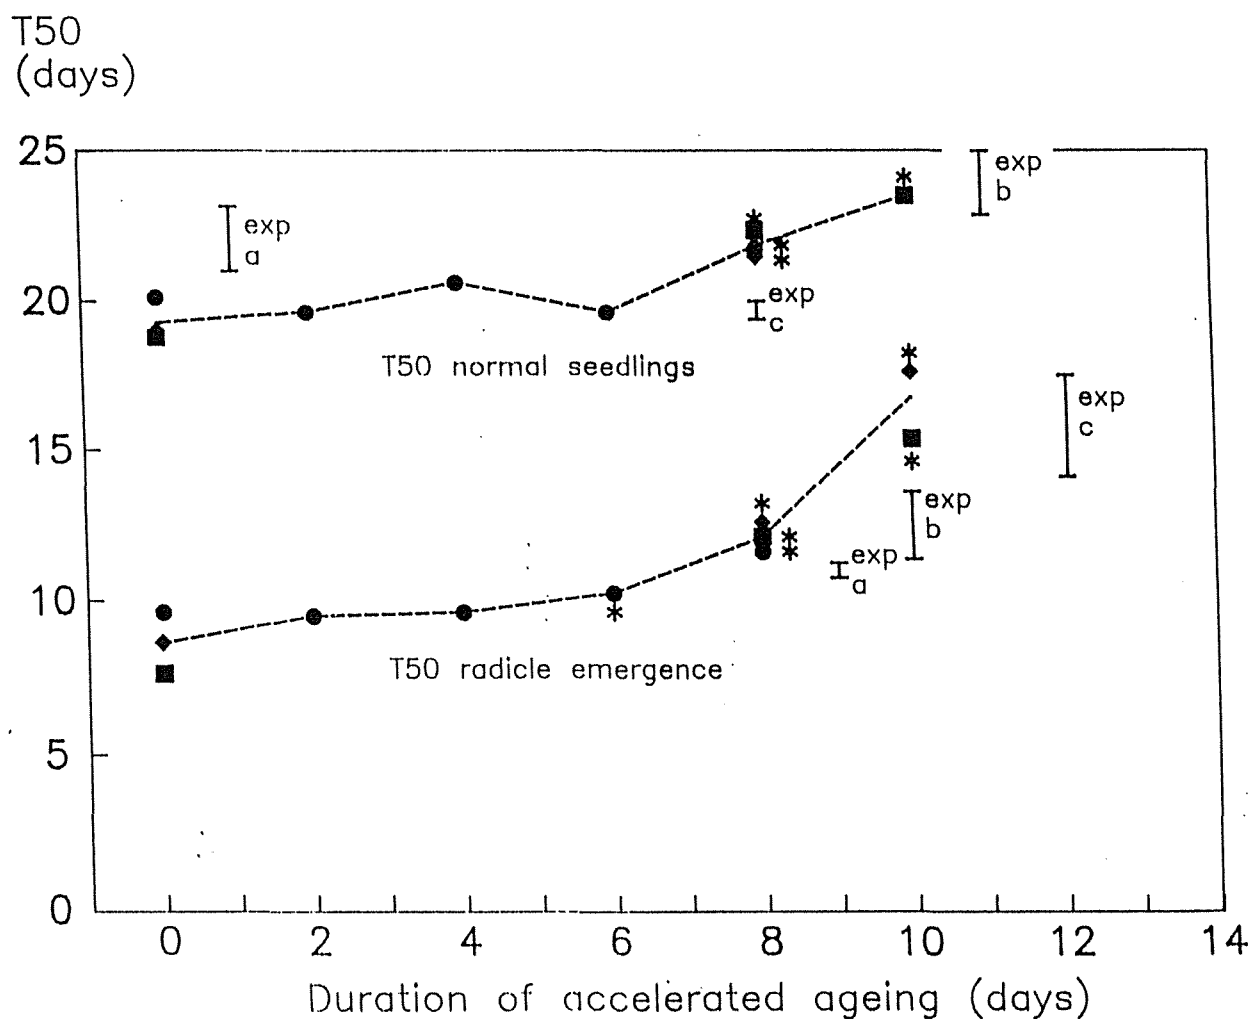 T50
(days)
25
exp
a
exp
b
20
exp
c
T50 normal seedlings
exp
c
15
exp
b
exp
a
10
T50 radicle emergence
5
0
0 2 4 6 8 10 12 14
Duration of accelerated ageing (days)